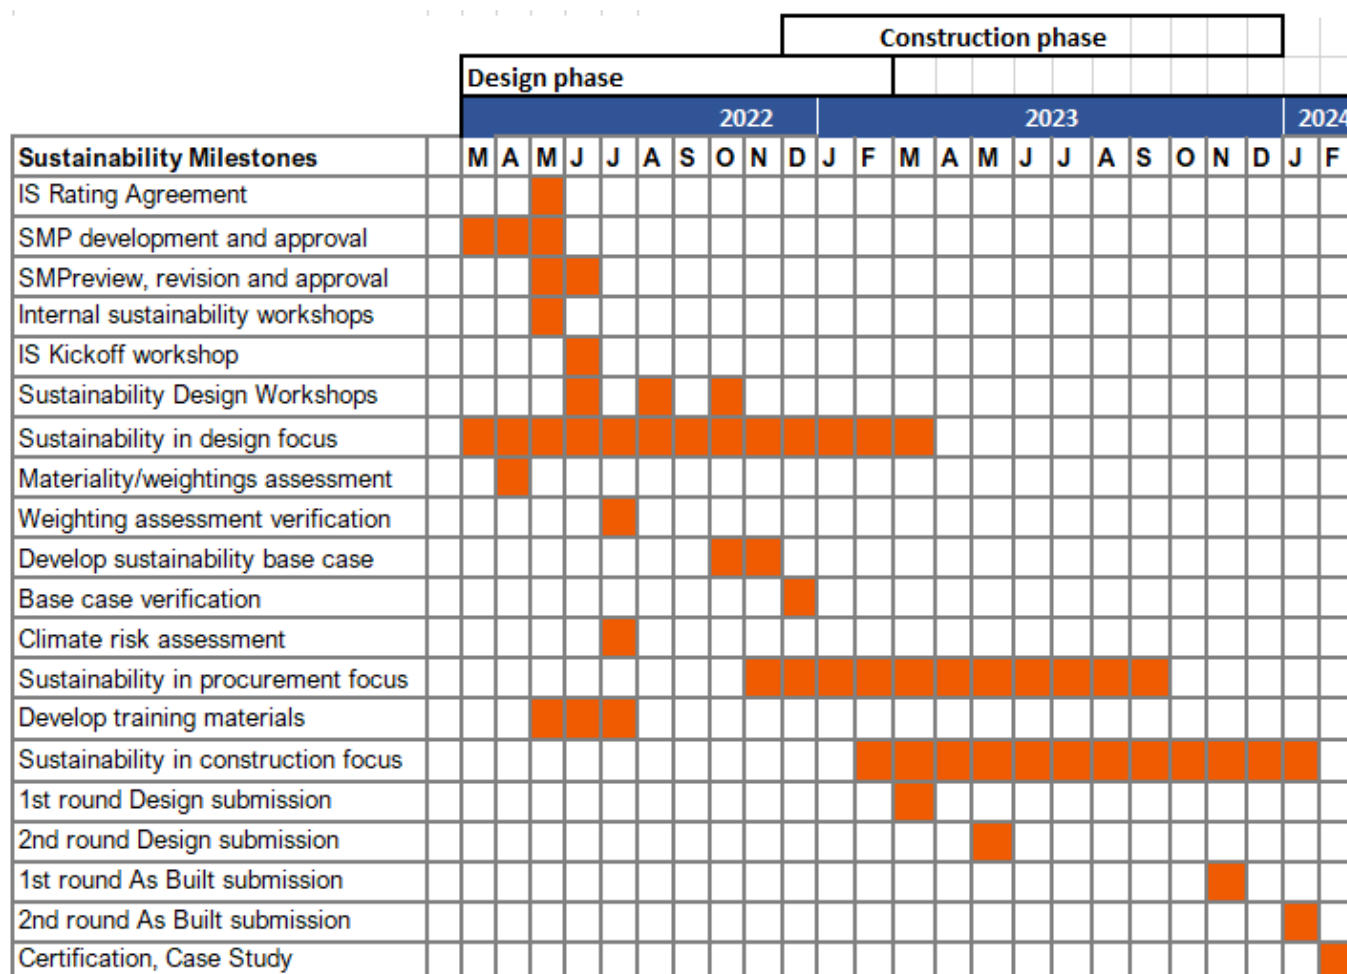 Construction phase
Design phase
2022 2023 2024
Sustainability Milestones M A M J J A S O N D J F M A M J J A S O N D J F
IS Rating Agreement
SMP development and approval
SMPreview, revision and approval
Internal sustainability workshops
IS Kickoff workshop
Sustainability Design Workshops
Sustainability in design focus
Materiality/weightings assessment
Weighting assessment verification
Develop sustainability base case
Base case verification
Climate risk assessment
Sustainability in procurement focus
Develop training materials
Sustainability in construction focus
1st round Design submission
2nd round Design submission
1st round As Built submission
2nd round As Built submission
Certification, Case Study